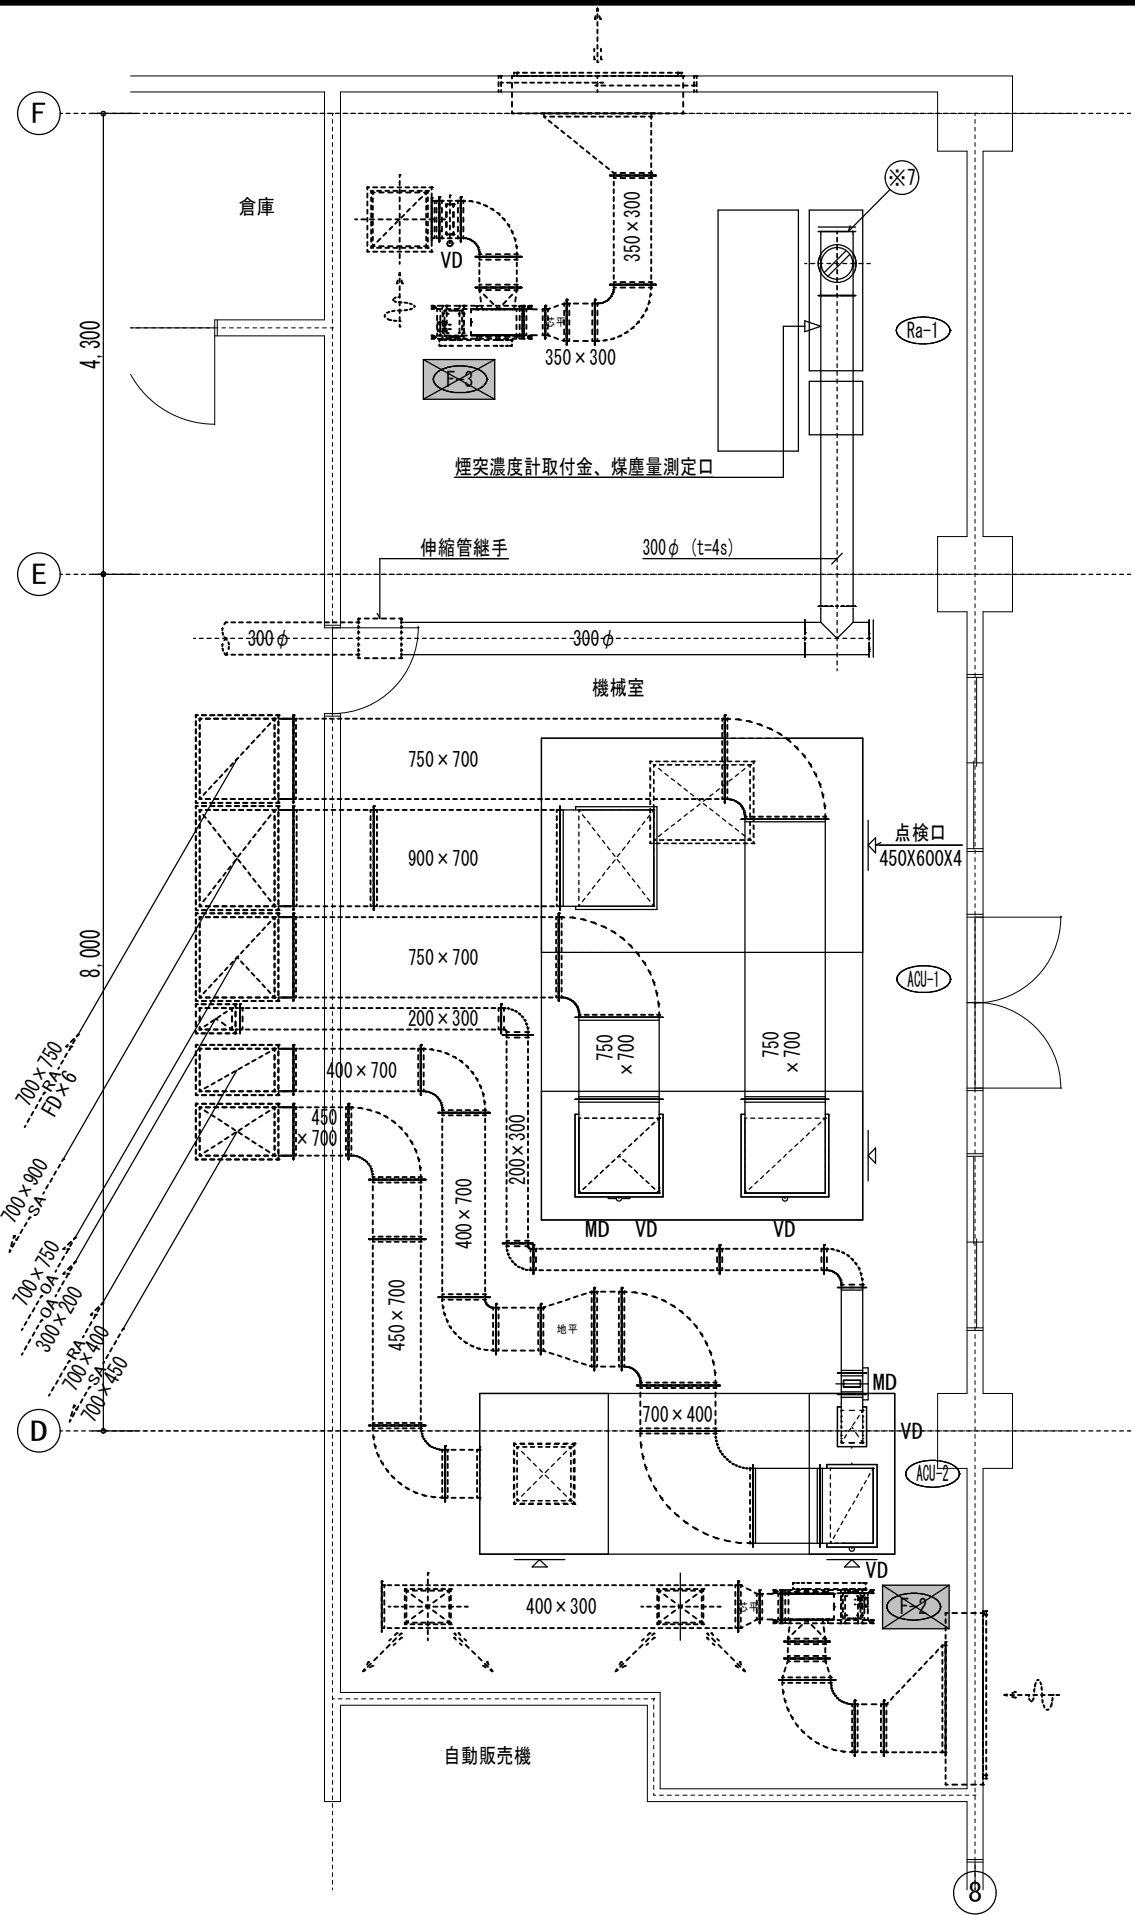 F
倉庫
※7
350×300
VD
4,300
芯平
350×300
Ra-1
F-3
煙突濃度計取付金、煤塵量測定口
伸縮管継手
300φ (t=4s)
E
300φ
300φ
機械室
750×700
点検口
450X600X4
900×700
8,000
750×700
ACU-1
200×300
750
×700
750
×700
400×700
700×750
RA
FD×6
450
×700
200×300
700×900
SA
400×700
MD
VD
VD
700×750
OA
OA
300×200
450×700
地平
RA
700×400
SA
700×450
MD
700×400
D
VD
ACU-2
VD
400×300
芯平
F-2
自動販売機
8